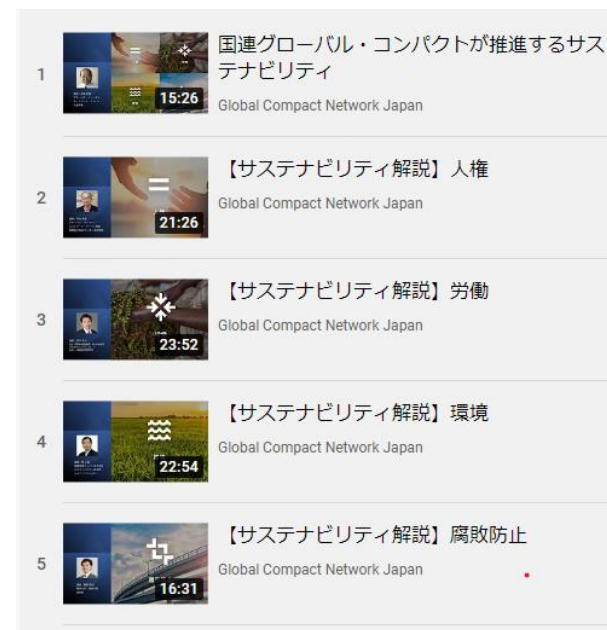 1
国連グローバル・コンパクトが推進するサス
テナビリティ
15:26
Global Compact Network Japan
2
【サステナビリティ解説】人権
21:26
Global Compact Network Japan
3
【サステナビリティ解説】労働
23:52
Global Compact Network Japan
4
【サステナビリティ解説】環境
22:54
Global Compact Network Japan
5
【サステナビリティ解説】腐敗防止
16:31
Global Compact Network Japan